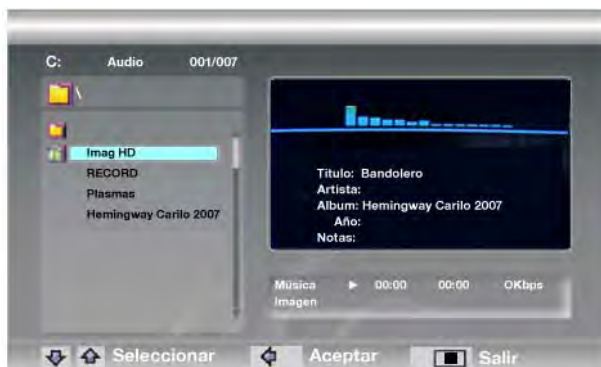 C: Audio 001/007
\
Imag HD
RECORD
Plasmas
Hemingway Carilo 2007
Titulo: Bandolero
Artista:
Album: Hemingway Carilo 2007
Año:
Notas:
Música ▶ 00:00 00:00 0Kbps
Imagen
Seleccionar Aceptar Salir